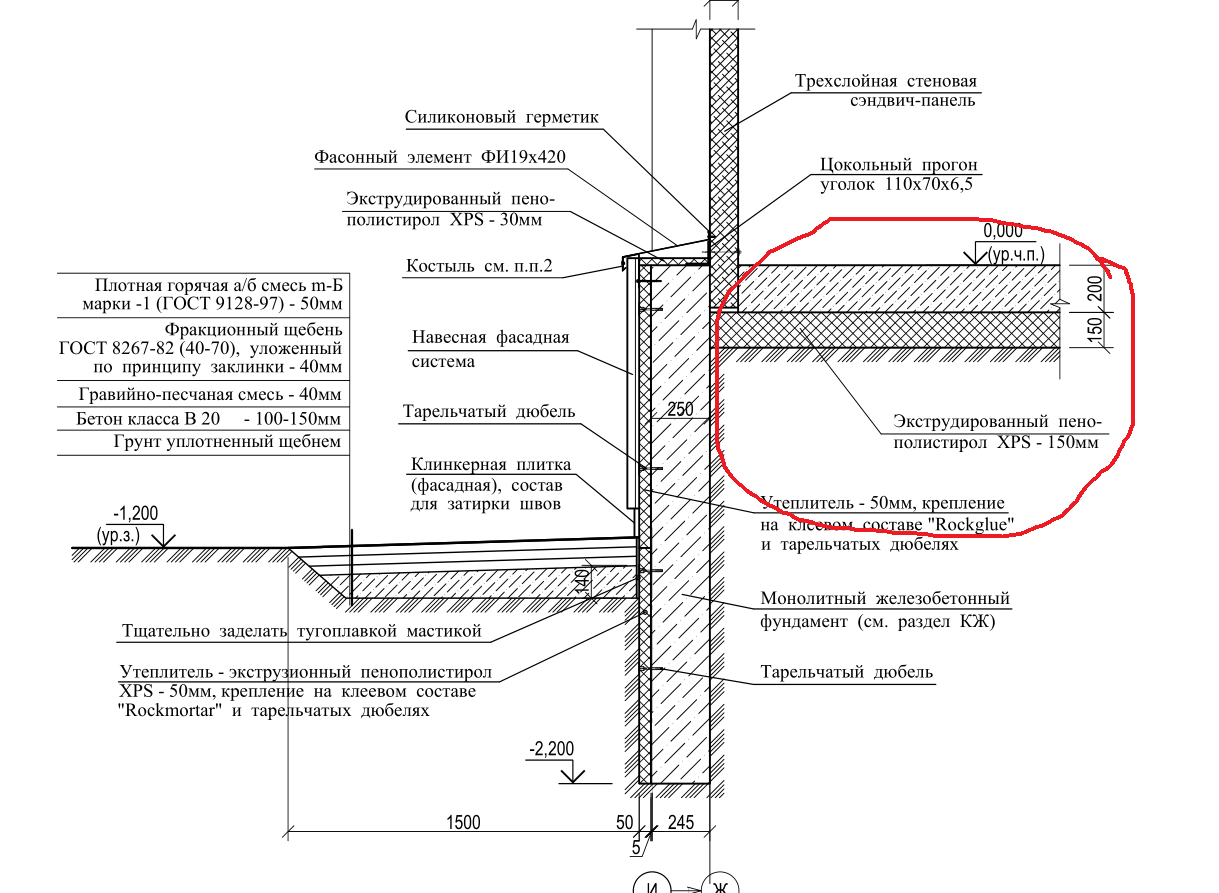 Трехслойная стеновая
сэндвич-панель
Силиконовый герметик
Фасонный элемент ФИ19х420
Цокольный прогон
уголок 110х70х6,5
Экструдированный пено-
полистирол XPS - 30мм
0,000
(ур.ч.п.)
Костыль см. п.п.2
200
150
Плотная горячая а/б смесь m-Б
марки -1 (ГОСТ 9128-97) - 50мм
Фракционный щебень
ГОСТ 8267-82 (40-70), уложенный
по принципу заклинки - 40мм
Гравийно-песчаная смесь - 40мм
Бетон класса В 20 - 100-150мм
Грунт уплотненный щебнем
Навесная фасадная
система
Тарельчатый дюбель
250
Экструдированный пено-
полистирол XPS - 150мм
Клинкерная плитка
(фасадная), состав
для затирки швов
Утеплитель - 50мм, крепление
на клеевом составе "Rockglue"
и тарельчатых дюбелях
-1,200
(ур.з.)
140
Монолитный железобетонный
фундамент (см. раздел КЖ)
Тщательно заделать тугоплавкой мастикой
Утеплитель - экструзионный пенополистирол
XPS - 50мм, крепление на клеевом составе
"Rockmortar" и тарельчатых дюбелях
Тарельчатый дюбель
-2,200
1500
50
245
5
И
Ж